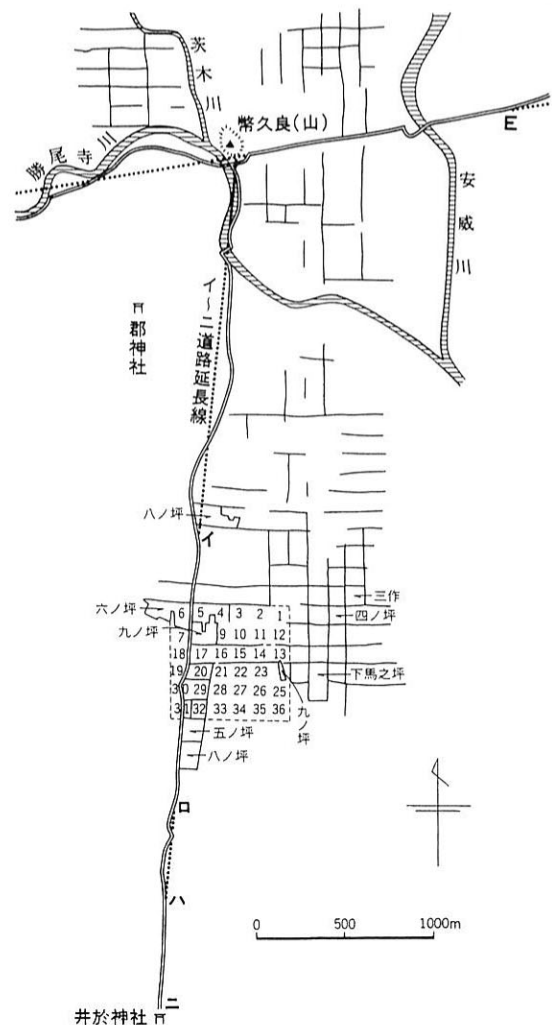 茨木川
幣久良(山)
E
勝尾寺川
安威川
郡神社
イ〜ニ道路延長線
八ノ坪
イ
三作
六ノ坪
6 5 4 3 2 1
四ノ坪
九ノ坪
7 9 10 11 12
18 17 16 15 14 13
19 20 21 22 23
下馬之坪
30 29 28 27 26 25
31 32 33 34 35 36
九ノ坪
五ノ坪
八ノ坪
ロ
ハ
0 500 1000m
ニ
井於神社